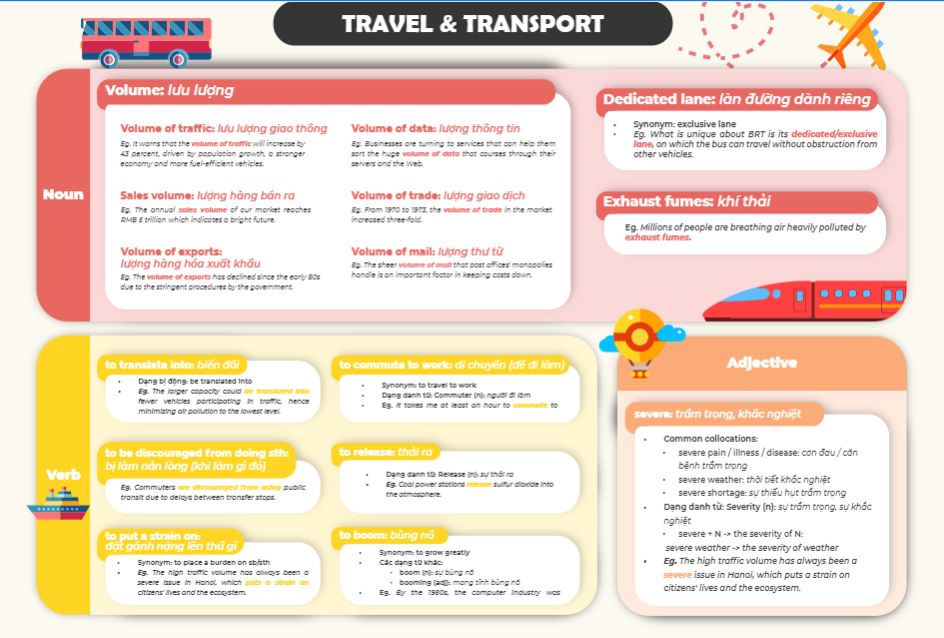 TRAVEL & TRANSPORT
Noun
Volume: lưu lượng
Volume of traffic: lưu lượng giao thông
Eg. It warns that the volume of traffic will increase by
43 percent, driven by population growth, a stronger
economy and more fuel-efficient vehicles.
Volume of data: lượng thông tin
Eg. Businesses are turning to services that can help them
sort the huge volume of data that courses through their
servers and the Web.
Sales volume: lượng hàng bán ra
Eg. The annual sales volume of our market reaches
RMB 5 trillion which indicates a bright future.
Volume of trade: lượng giao dịch
Eg. From 1970 to 1973, the volume of trade in the market
increased three-fold.
Volume of exports:
lượng hàng hóa xuất khẩu
Eg. The volume of exports has declined since the early 80s
due to the stringent procedures by the government.
Volume of mail: lượng thư từ
Eg. The sheer volume of mail that post offices' monopolies
handle is an important factor in keeping costs down.
Dedicated lane: làn đường dành riêng
• Synonym: exclusive lane
• Eg. What is unique about BRT is its dedicated/exclusive
lane, on which the bus can travel without obstruction from
other vehicles.
Exhaust fumes: khí thải
Eg. Millions of people are breathing air heavily polluted by
exhaust fumes.
Verb
to translate into: biến đổi
• Dạng bị động: be translated into
• Eg. The larger capacity could be translated into
fewer vehicles participating in traffic, hence
minimizing air pollution to the lowest level.
to commute to work: di chuyển (để đi làm)
• Synonym: to travel to work
• Dạng danh từ: Commuter (n): người đi làm
• Eg. It takes me at least an hour to commute to
to be discouraged from doing sth:
bị làm nản lòng (khi làm gì đó)
Eg. Commuters are discouraged from using public
transit due to delays between transfer stops.
to release: thải ra
• Dạng danh từ: Release (n): sự thải ra
• Eg. Coal power stations release sulfur dioxide into
the atmosphere.
to put a strain on:
đặt gánh nặng lên thứ gì
• Synonym: to place a burden on sb/sth
• Eg. The high traffic volume has always been a
severe issue in Hanoi, which puts a strain on
citizens' lives and the ecosystem.
to boom: bùng nổ
• Synonym: to grow greatly
• Các dạng từ khác:
- boom (n): sự bùng nổ
- booming (adj): mang tính bùng nổ
• Eg. By the 1980s, the computer industry was
Adjective
severe: trầm trọng, khắc nghiệt
• Common collocations:
• severe pain / illness / disease: cơn đau / căn
bệnh trầm trọng
• severe weather: thời tiết khắc nghiệt
• severe shortage: sự thiếu hụt trầm trọng
• Dạng danh từ: Severity (n): sự trầm trọng, sự khắc
nghiệt
• severe + N -> the severity of N:
severe weather -> the severity of weather
• Eg. The high traffic volume has always been a
severe issue in Hanoi, which puts a strain on
citizens' lives and the ecosystem.